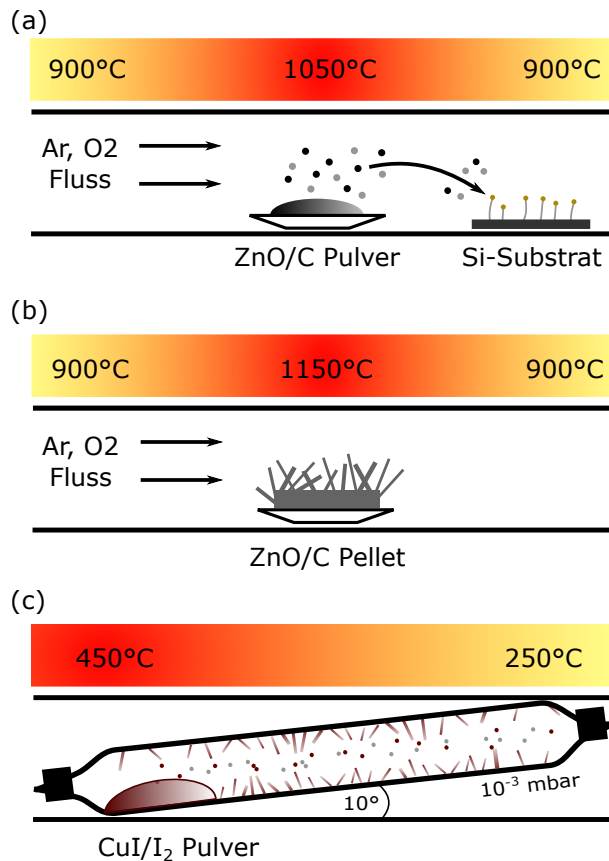 (a)
900°C 1050°C 900°C
Ar, O2
Fluss
ZnO/C Pulver Si-Substrat
(b)
900°C 1150°C 900°C
Ar, O2
Fluss
ZnO/C Pellet
(c)
450°C 250°C
10° 10⁻³ mbar
CuI/I₂ Pulver